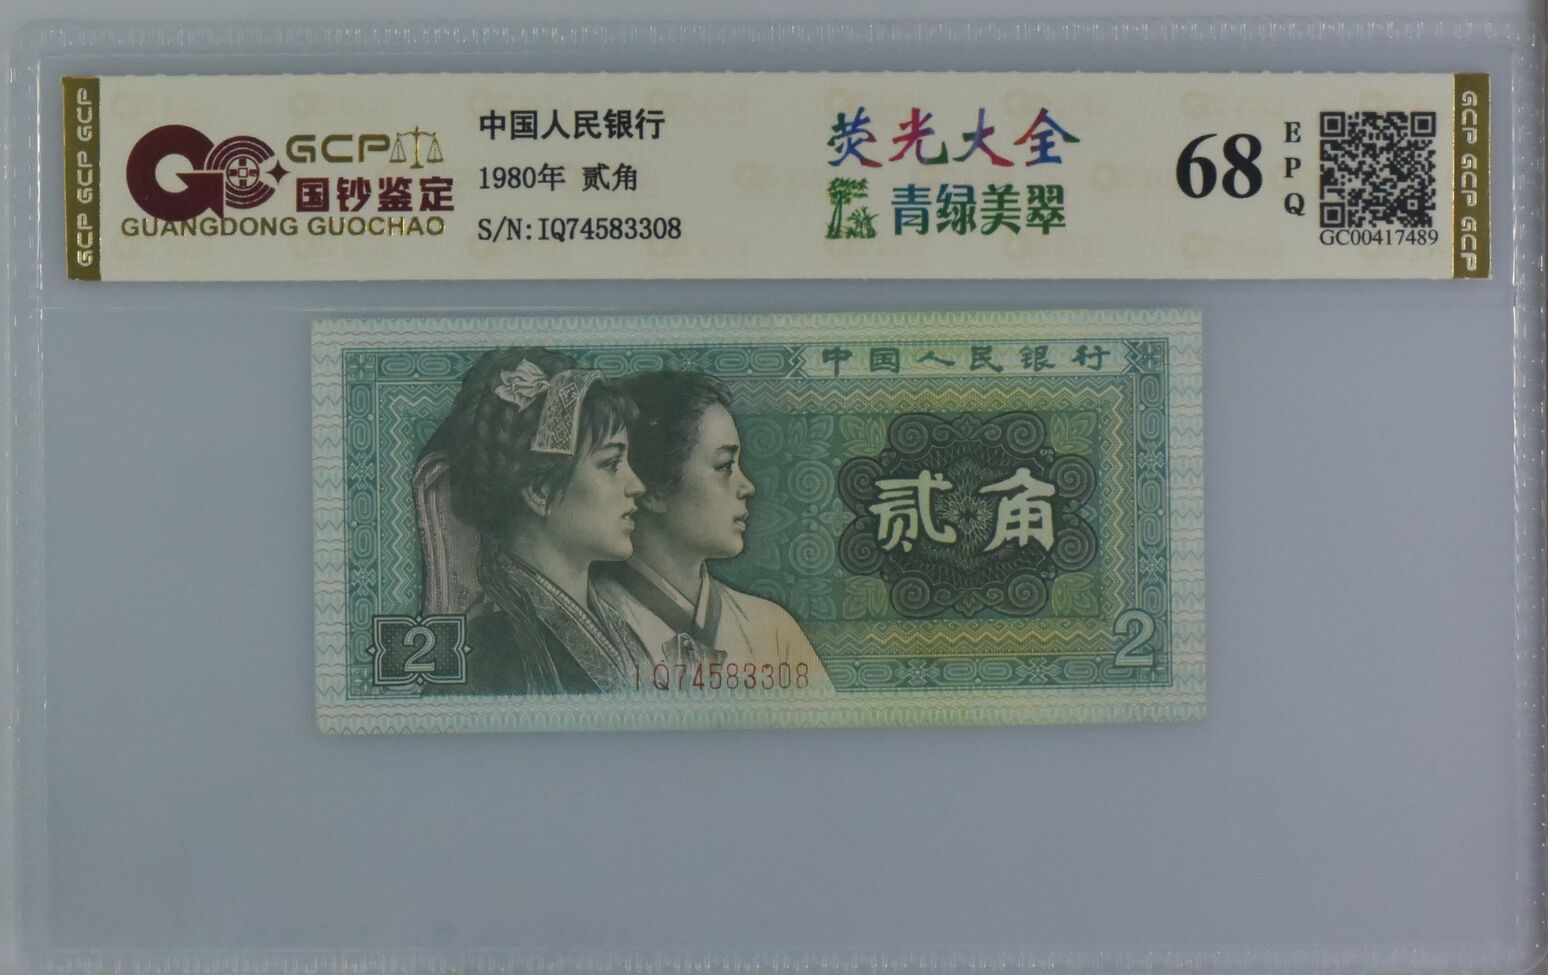 GCP GCP GCP
GCP
国钞鉴定
GUANGDONG GUOCHAO
中国人民银行
1980年 贰角
S/N:IQ74583308
荧光大全
青绿美翠
68
EPQ
GC00417489
GCP GCP GCP
中国人民银行
贰角
2
2
IQ74583308